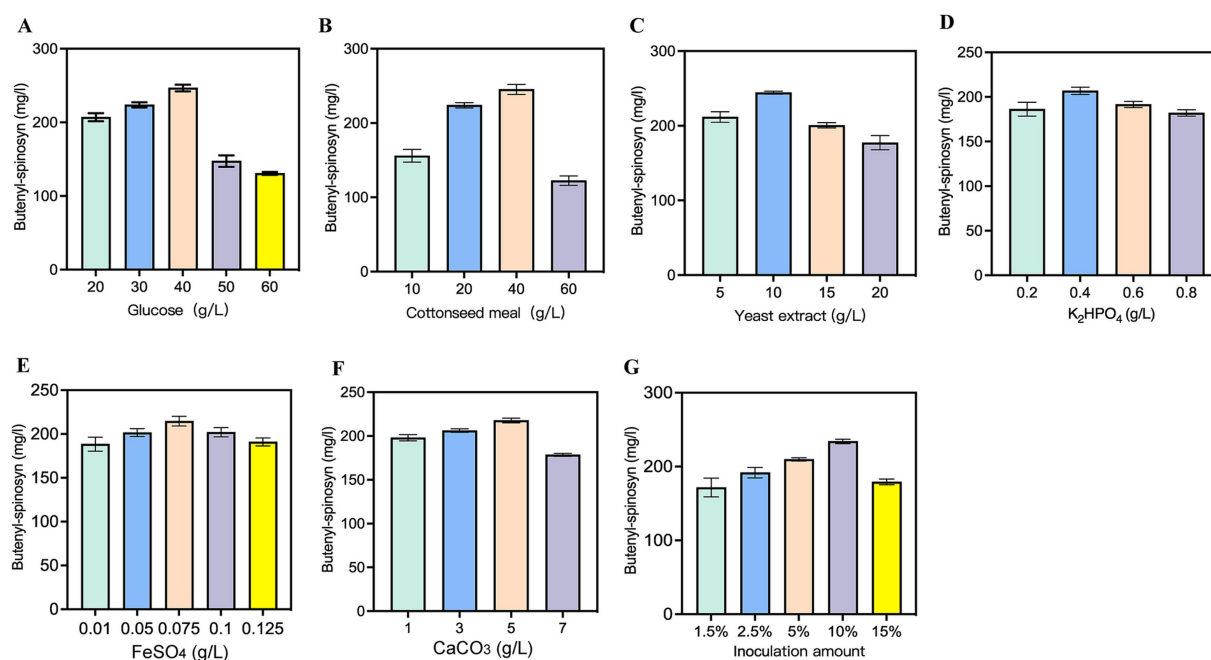 A
Butenyl-spinosyn (mg/l)
300
200
100
0
20 30 40 50 60
Glucose (g/L)
B
Butenyl-spinosyn (mg/l)
300
200
100
0
10 20 40 60
Cottonseed meal (g/L)
C
Butenyl-spinosyn (mg/l)
300
200
100
0
5 10 15 20
Yeast extract (g/L)
D
Butenyl-spinosyn (mg/l)
250
200
150
100
50
0
0.2 0.4 0.6 0.8
K₂HPO₄ (g/L)
E
Butenyl-spinosyn (mg/l)
250
200
150
100
50
0
0.01 0.05 0.075 0.1 0.125
FeSO₄ (g/L)
F
Butenyl-spinosyn (mg/l)
250
200
150
100
50
0
1 3 5 7
CaCO₃ (g/L)
G
Butenyl-spinosyn (mg/l)
300
200
100
0
1.5% 2.5% 5% 10% 15%
Inoculation amount